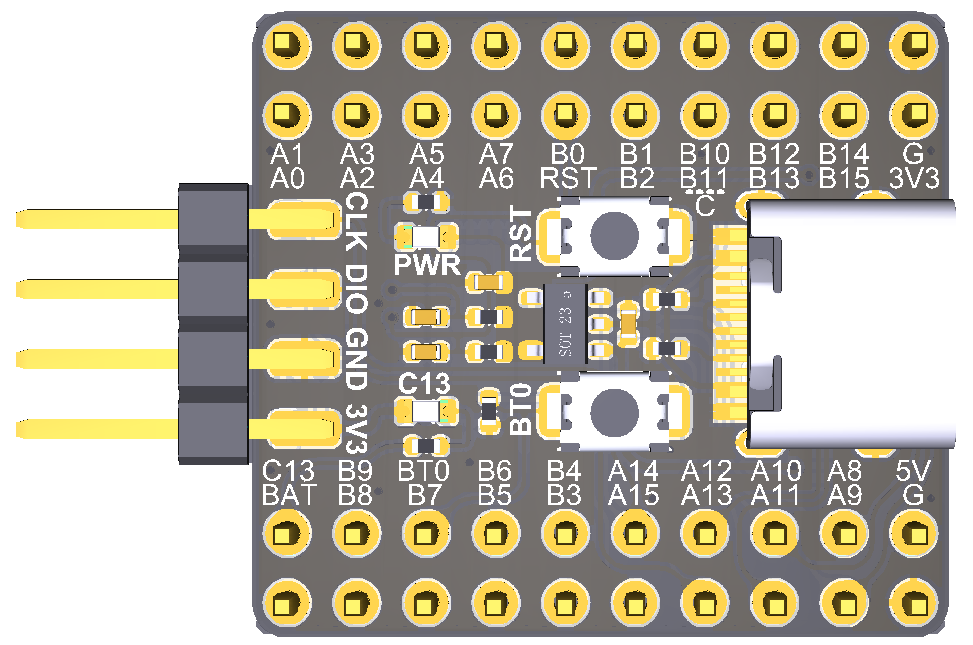 A1 A3 A5 A7 B0 B1 B10 B12 B14 G
A0 A2 A4 A6 RST B2 B11 B13 B15 3V3
C
CLK
DIO
GND
3V3
PWR
RST
SOT 23 5
C13
BT0
C13 B9 BT0 B6 B4 A14 A12 A10 A8 5V
BAT B8 B7 B5 B3 A15 A13 A11 A9 G